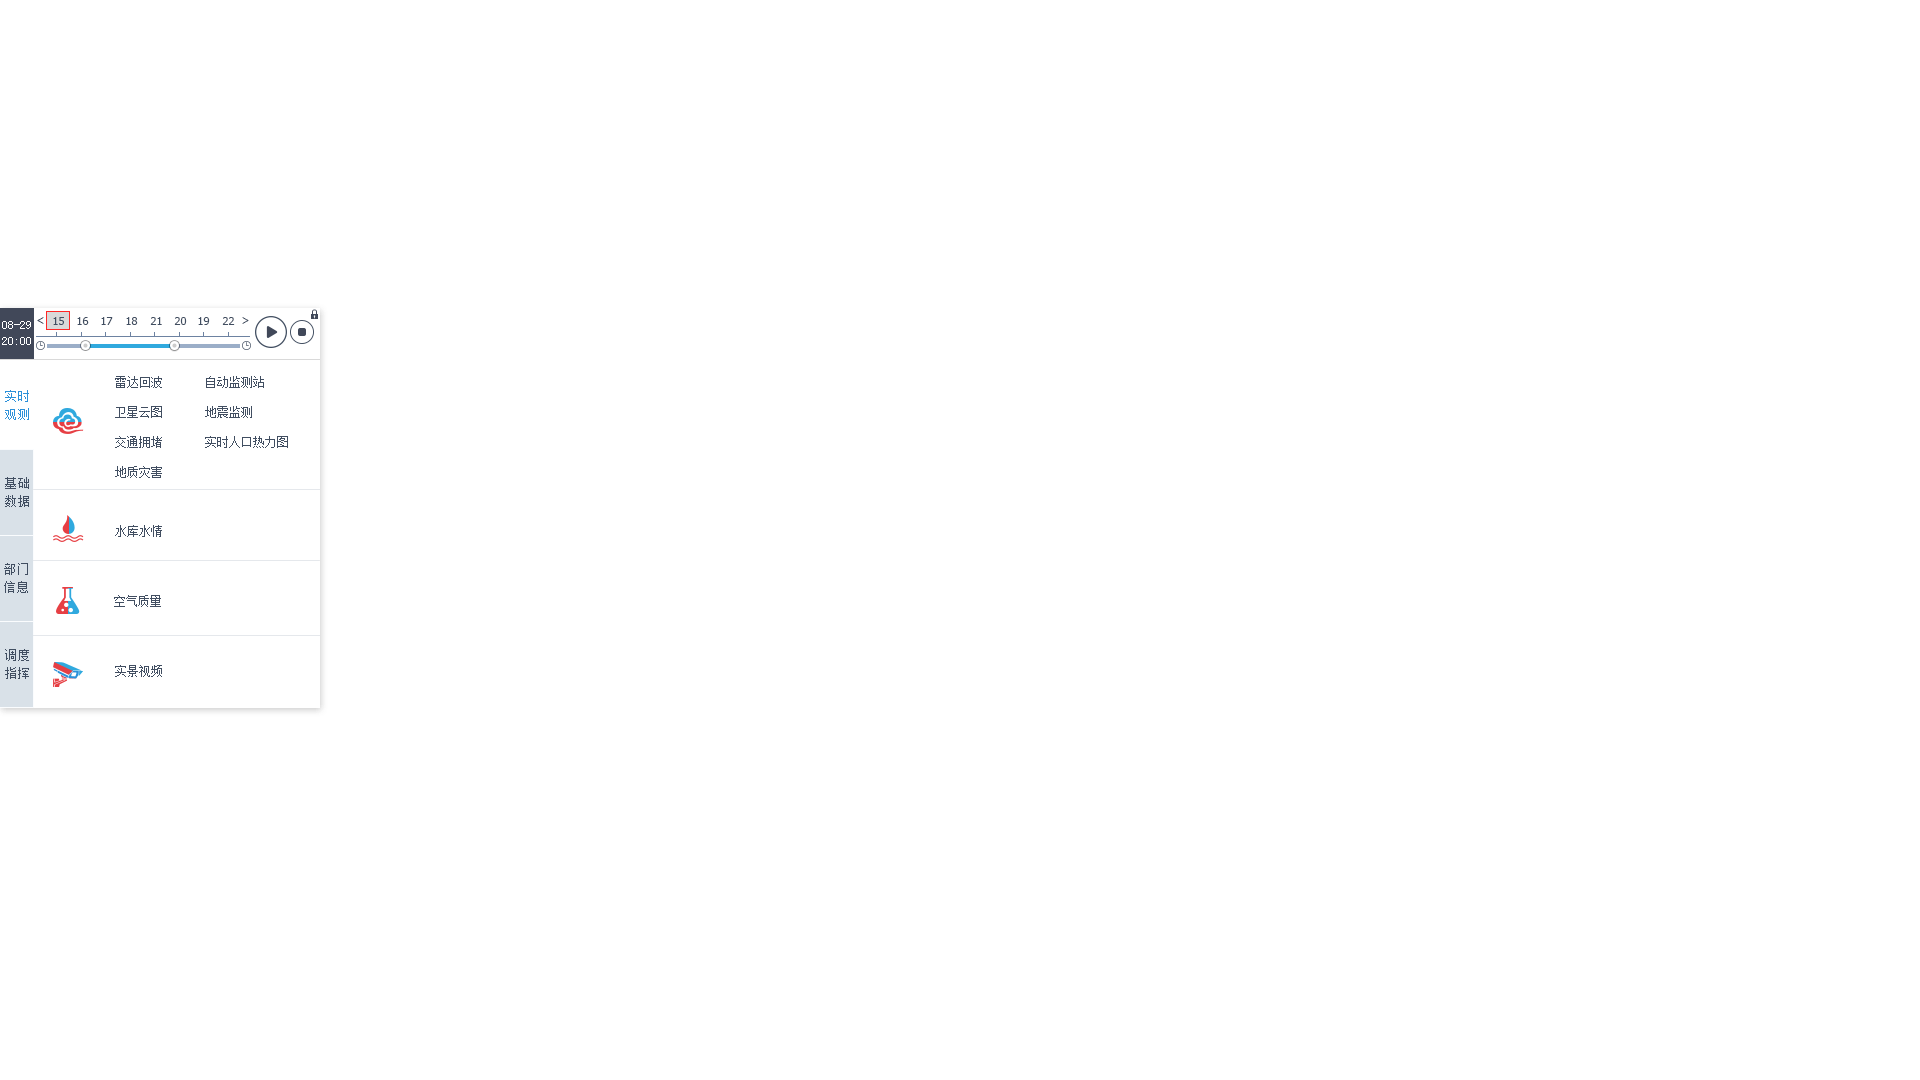 08-29
20:00
< 15 16 17 18 21 20 19 22 >
实时
观测
雷达回波 自动监测站
卫星云图 地震监测
交通拥堵 实时人口热力图
地质灾害
基础
数据
水库水情
部门
信息
空气质量
调度
指挥
实景视频